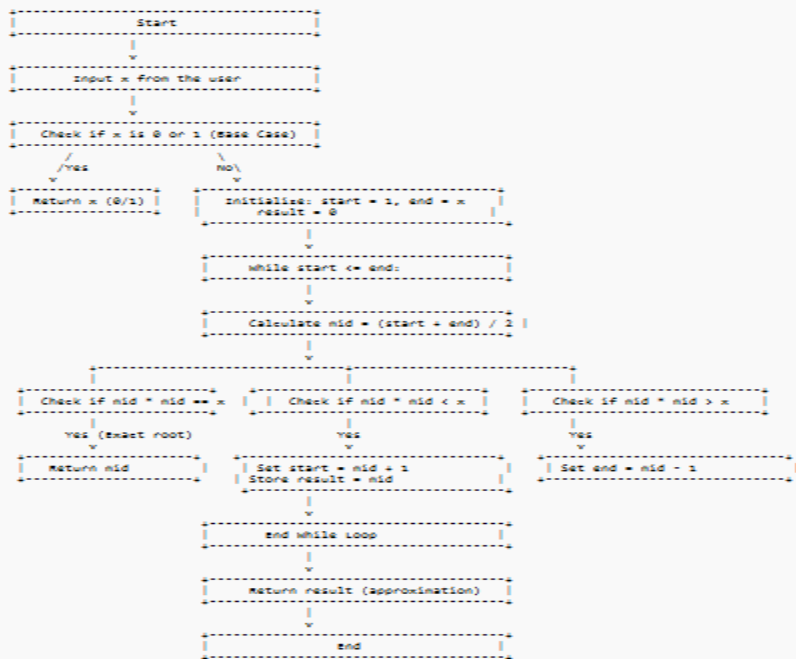 Start
Input x from the user
Check if x is 0 or 1 (Base Case)
/Yes No\
Return x (0/1)
Initialize: start = 1, end = x
result = 0
While start <= end:
Calculate mid = (start + end) / 2
Check if mid * mid == x
Check if mid * mid < x
Check if mid * mid > x
Yes (Exact root)
Yes
Yes
Return mid
Set start = mid + 1
Store result = mid
Set end = mid - 1
End While Loop
Return result (approximation)
End